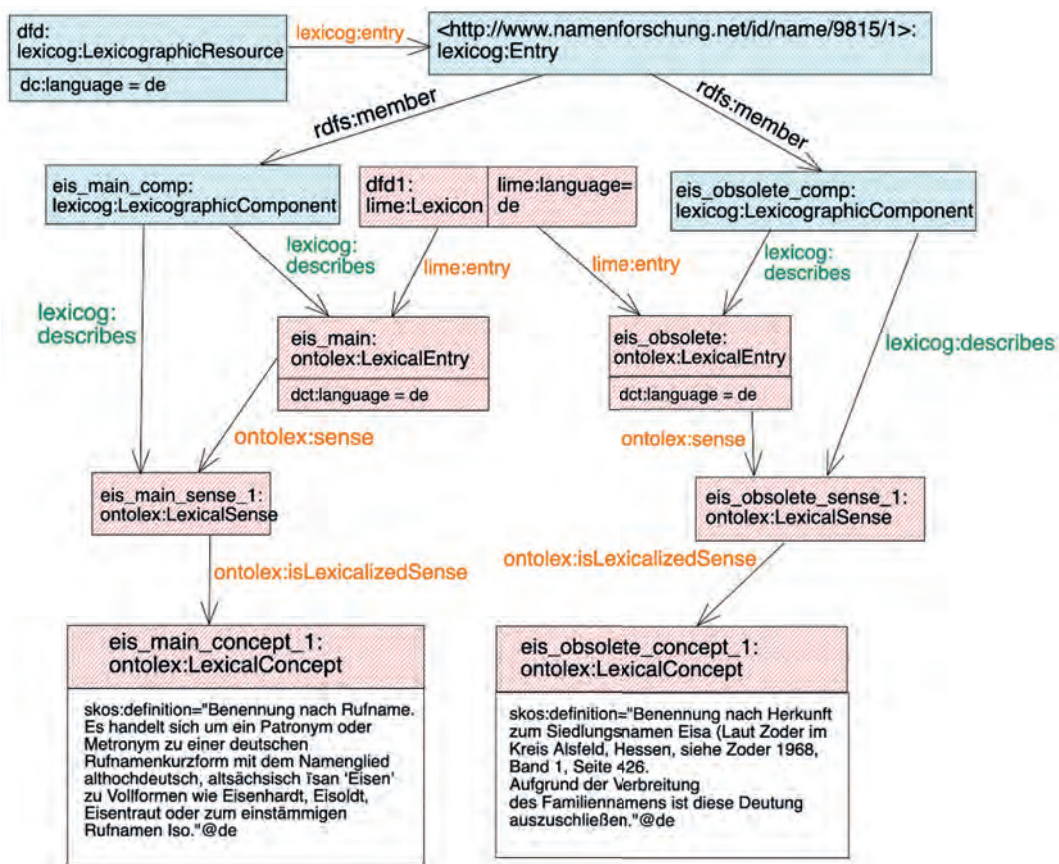 dfd:
lexicog:LexicographicResource
dc:language = de
lexicog:entry
<http://www.namenforschung.net/id/name/9815/1>:
lexicog:Entry
rdfs:member
rdfs:member
eis_main_comp:
lexicog:LexicographicComponent
dfd1:
lime:Lexicon
lime:language=
de
eis_obsolete_comp:
lexicog:LexicographicComponent
lexicog:
describes
lime:entry
lime:entry
lexicog:
describes
lexicog:
describes
lexicog:describes
eis_main:
ontolex:LexicalEntry
dct:language = de
eis_obsolete:
ontolex:LexicalEntry
dct:language = de
ontolex:sense
ontolex:sense
eis_main_sense_1:
ontolex:LexicalSense
eis_obsolete_sense_1:
ontolex:LexicalSense
ontolex:isLexicalizedSense
ontolex:isLexicalizedSense
eis_main_concept_1:
ontolex:LexicalConcept
skos:definition="Benennung nach Rufname.
Es handelt sich um ein Patronym oder
Metronym zu einer deutschen
Rufnamenkurzform mit dem Namenglied
althochdeutsch, altsächsisch īsan 'Eisen'
zu Vollformen wie Eisenhardt, Eisoldt,
Eisentraut oder zum einstämmigen
Rufnamen Iso."@de
eis_obsolete_concept_1:
ontolex:LexicalConcept
skos:definition="Benennung nach Herkunft
zum Siedlungsnamen Eisa (Laut Zoder im
Kreis Alsfeld, Hessen, siehe Zoder 1968,
Band 1, Seite 426.
Aufgrund der Verbreitung
des Familiennamens ist diese Deutung
auszuschließen."@de